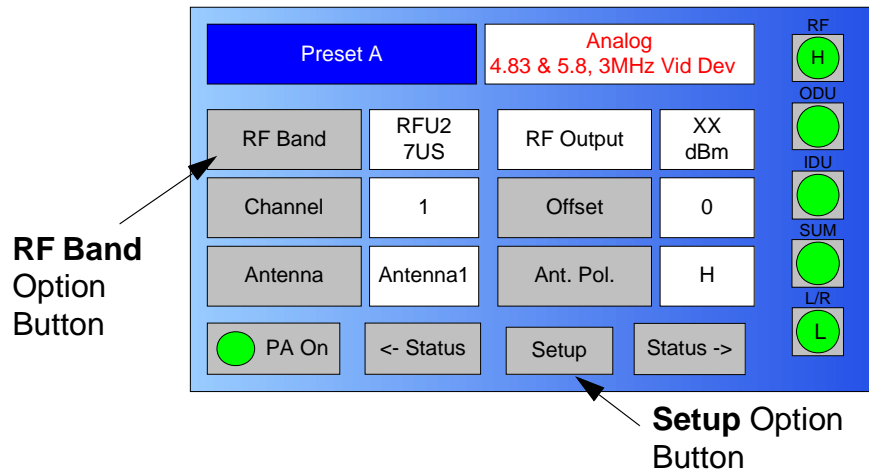 Preset A
Analog
4.83 & 5.8, 3MHz Vid Dev
RF
H
ODU
IDU
SUM
L/R
L
RF Band
RFU2
7US
RF Output
XX
dBm
Channel
1
Offset
0
Antenna
Antenna1
Ant. Pol.
H
PA On
<- Status
Setup
Status ->
RF Band
Option
Button
Setup Option
Button